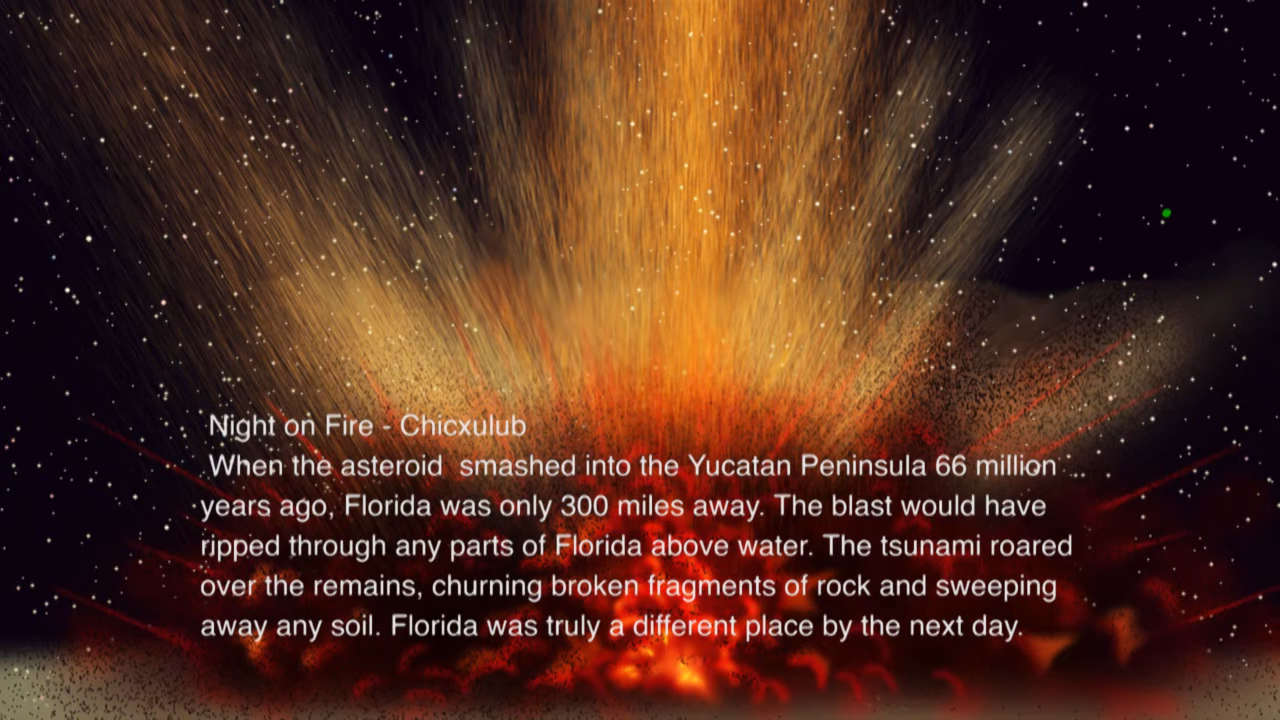 Night on Fire - Chicxulub
When the asteroid  smashed into the Yucatan Peninsula 66 million
years ago, Florida was only 300 miles away. The blast would have
ripped through any parts of Florida above water. The tsunami roared
over the remains, churning broken fragments of rock and sweeping
away any soil. Florida was truly a different place by the next day.